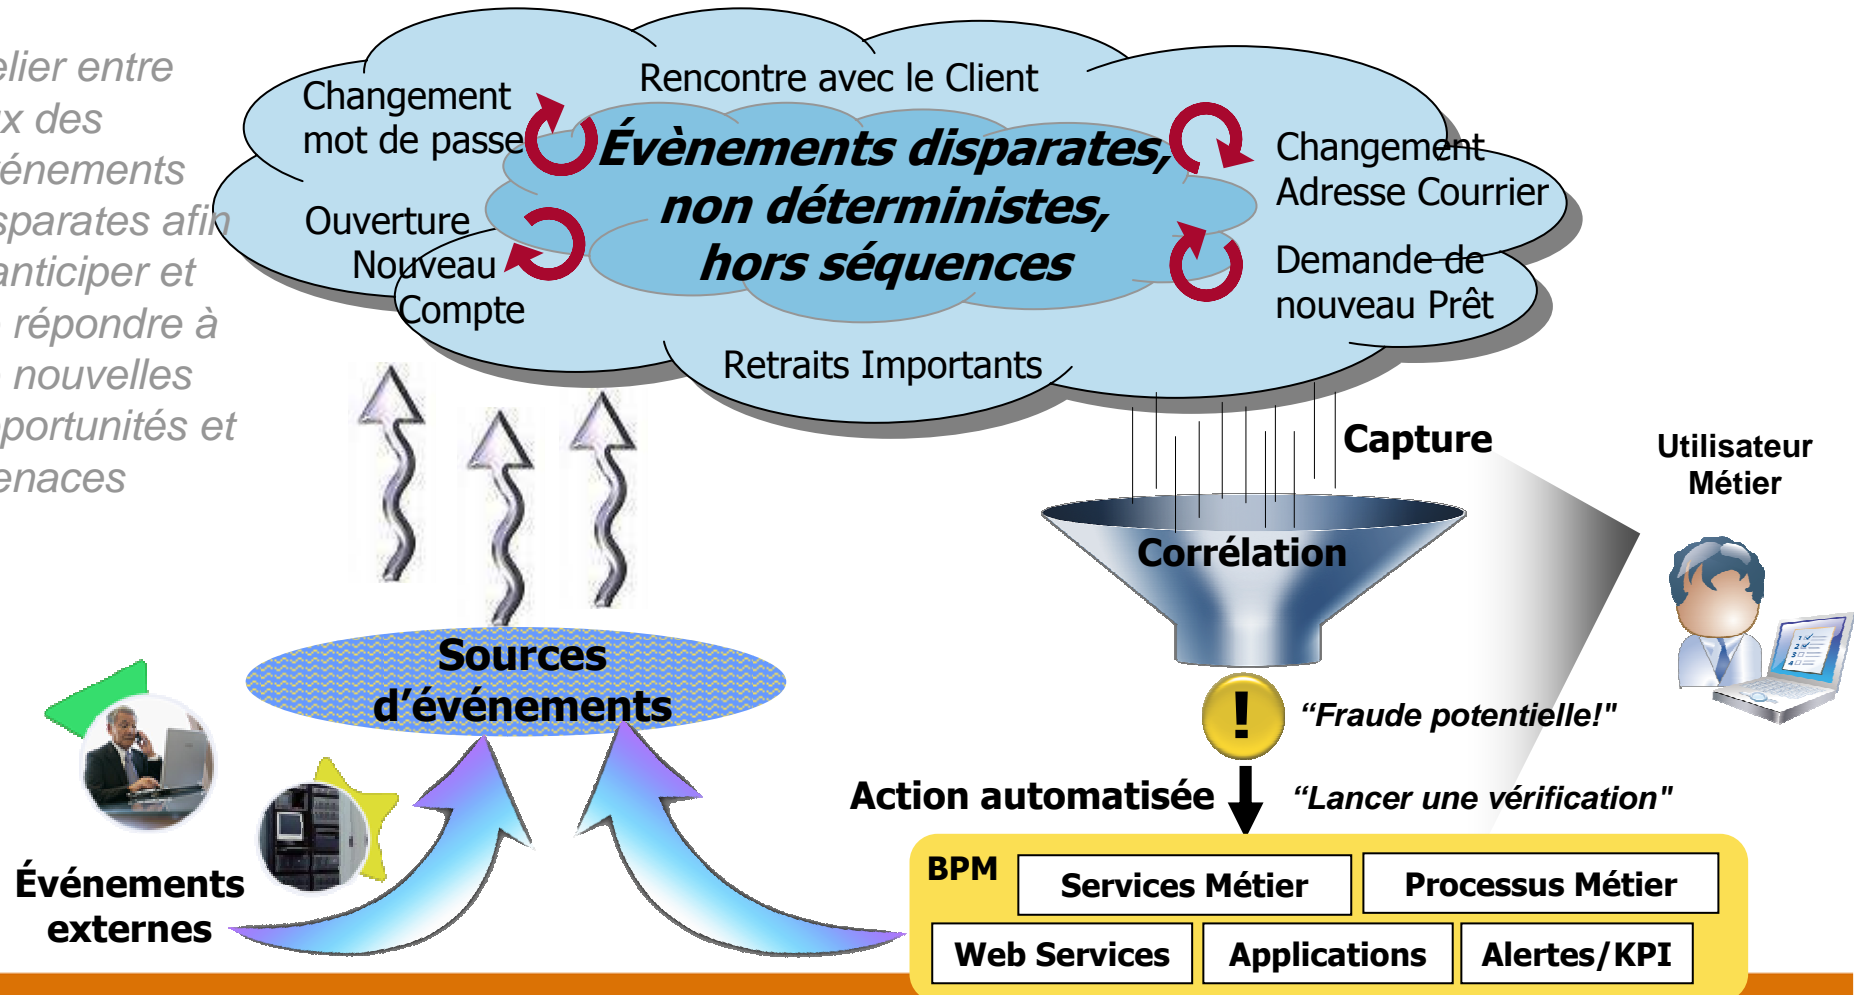 elier entre
x des
vénements
sparates afin
anticiper et
répondre à
nouvelles
portunités et
enaces
Rencontre avec le Client
Changement
mot de passe
Ouverture
Nouveau
Compte
Évènements disparates,
non déterministes,
hors séquences
Changement
Adresse Courrier
Demande de
nouveau Prêt
Retraits Importants
Capture
Utilisateur
Métier
Corrélation
Sources
d’événements
“Fraude potentielle!"
Action automatisée
“Lancer une vérification"
Événements
externes
BPM
Services Métier
Processus Métier
Web Services
Applications
Alertes/KPI